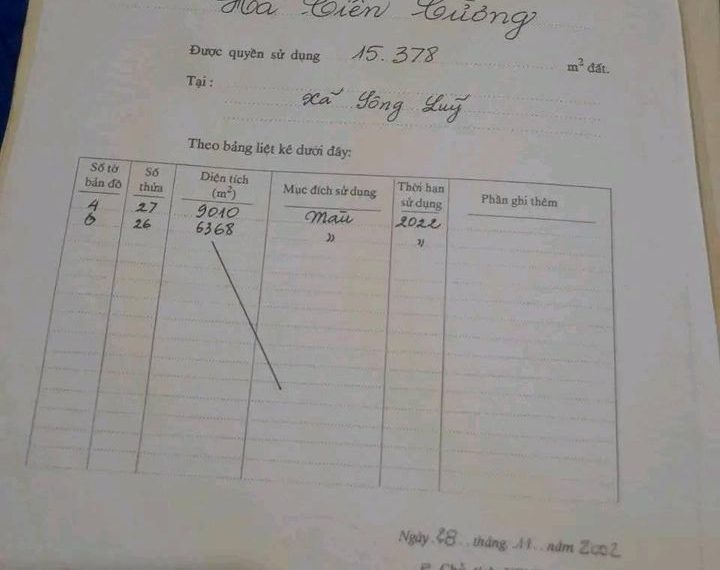 Hà Tiên Cường
Được quyền sử dụng 15.378 m² đất.
Tại :
xã Sông Luỹ
Theo bảng liệt kê dưới đây:
Số tờ bản đồ Số thửa Diện tích (m²) Mục đích sử dụng Thời hạn sử dụng Phần ghi thêm
4 27 9010 Màu 2022
6 26 6368 " "
Ngày 28 tháng 11 năm 2002